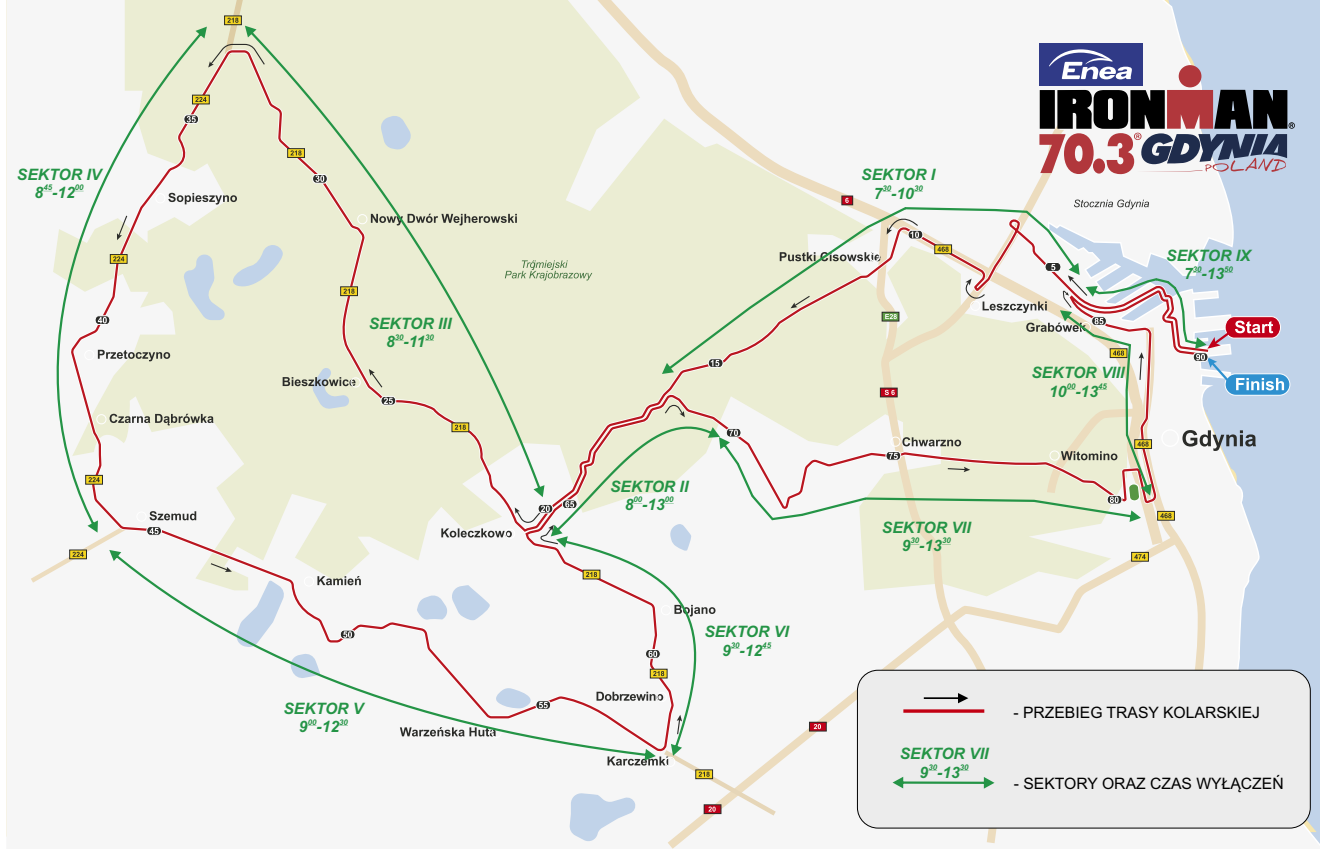 218
Enea
IRONMAN®
70.3® GDYNIA
POLAND
224
35
218
SEKTOR IV
8⁴⁵-12⁰⁰
30
Sopieszyno
Nowy Dwór Wejherowski
SEKTOR I
7³⁰-10³⁰
6
Stocznia Gdynia
10
468
Pustki Cisowskie
5
SEKTOR IX
7³⁰-13⁵⁰
224
Trójmiejski
Park Krajobrazowy
218
Leszczynki
40
SEKTOR III
8³⁰-11³⁰
E28
Grabówek
85
Start
Przetoczyno
468
90
15
Bieszkowice
SEKTOR VIII
10⁰⁰-13⁴⁵
Finish
25
S 6
Czarna Dąbrówka
218
70
Chwarzno
468
Gdynia
75
Witomino
224
SEKTOR II
8⁰⁰-13⁰⁰
80
20
65
Szemud
468
45
Koleczkowo
SEKTOR VII
9³⁰-13³⁰
224
474
218
Kamień
Bojano
50
SEKTOR VI
9³⁰-12⁴⁵
60
218
Dobrzewino
SEKTOR V
9⁰⁰-12³⁰
55
Warzeńska Huta
20
Karczemki
218
20
- PRZEBIEG TRASY KOLARSKIEJ
SEKTOR VII
9³⁰-13³⁰
- SEKTORY ORAZ CZAS WYŁĄCZEŃ